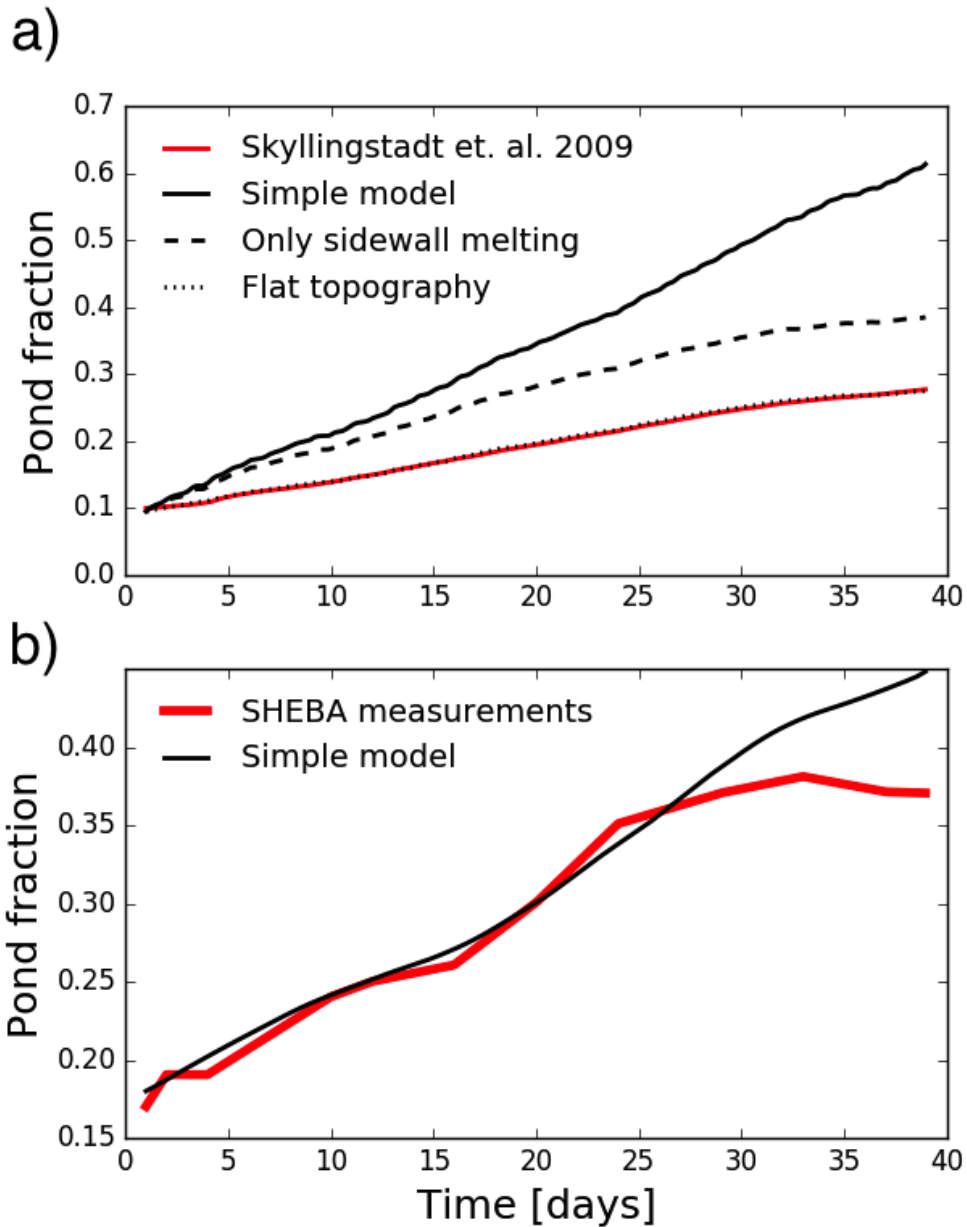 a)
0.7
0.6
0.5
0.4
0.3
0.2
0.1
0.0
Pond fraction
Skyllingstadt et. al. 2009
Simple model
Only sidewall melting
Flat topography
0 5 10 15 20 25 30 35 40
b)
0.40
0.35
0.30
0.25
0.20
0.15
Pond fraction
SHEBA measurements
Simple model
0 5 10 15 20 25 30 35 40
Time [days]